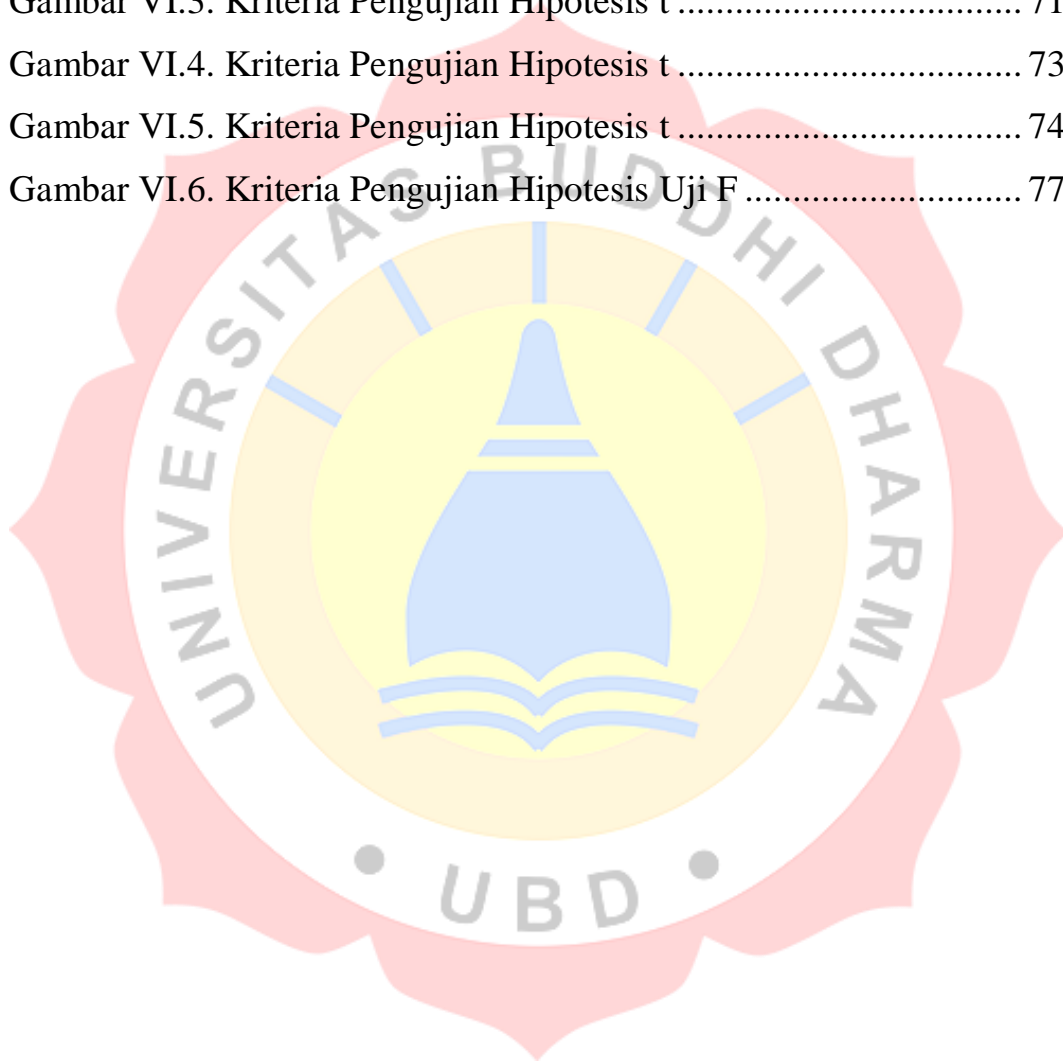 Gambar VI.3. Kriteria Pengujian Hipotesis t ..................................... 71
Gambar VI.4. Kriteria Pengujian Hipotesis t ..................................... 73
Gambar VI.5. Kriteria Pengujian Hipotesis t ..................................... 74
Gambar VI.6. Kriteria Pengujian Hipotesis Uji F .............................. 77
UNIVERSITAS BUDDHI DHARMA
• UBD •